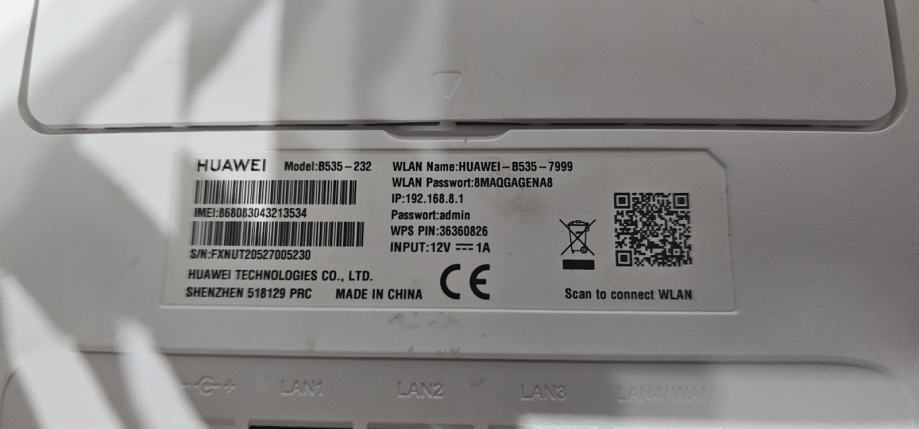 HUAWEI Model:B535-232
IMEI:868083043213534
S/N:FXNUT20527005230
HUAWEI TECHNOLOGIES CO., LTD.
SHENZHEN 518129 PRC MADE IN CHINA
WLAN Name:HUAWEI-B535-7999
WLAN Passwort:8MAQGAGENA8
IP:192.168.8.1
Passwort:admin
WPS PIN:36360826
INPUT:12V ⎓ 1A
CE
Scan to connect WLAN
LAN1 LAN2 LAN3 LAN4/WAN